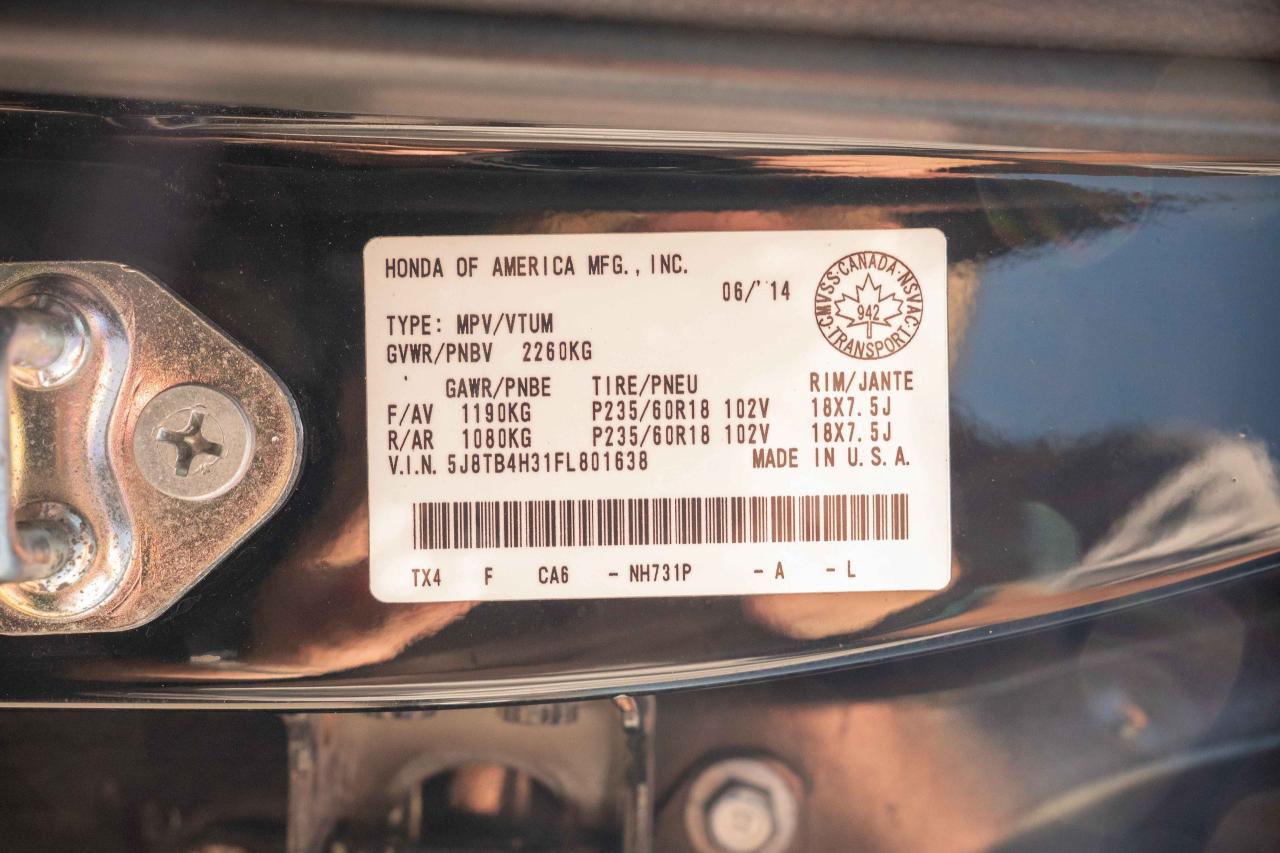 HONDA OF AMERICA MFG., INC.
06/'14
CMVSS·CANADA·NSVAC·TRANSPORT·
942
TYPE: MPV/VTUM
GVWR/PNBV 2260KG
GAWR/PNBE TIRE/PNEU RIM/JANTE
F/AV 1190KG P235/60R18 102V 18X7.5J
R/AR 1080KG P235/60R18 102V 18X7.5J
V.I.N. 5J8TB4H31FL801638 MADE IN U.S.A.
TX4 F CA6 - NH731P - A - L